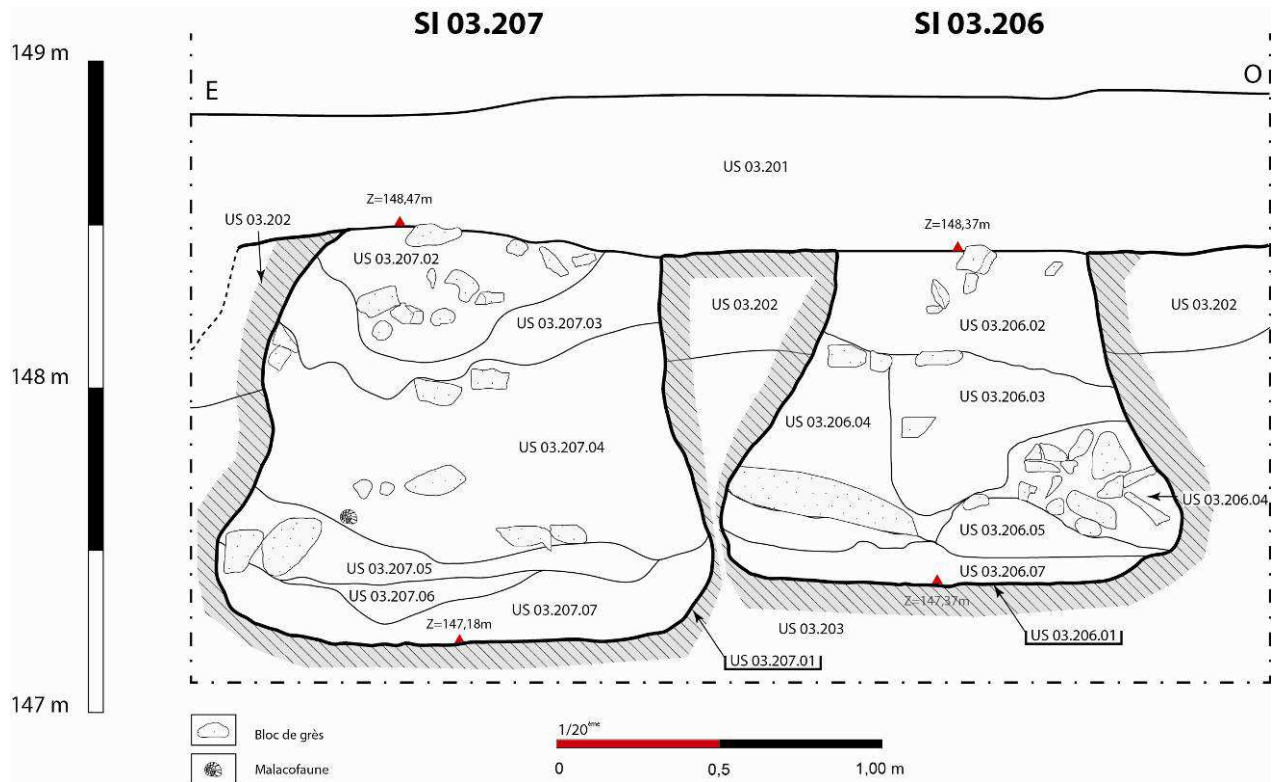 SI 03.207
SI 03.206
149 m
E
O
US 03.201
Z=148,47m
US 03.202
Z=148,37m
US 03.207.02
US 03.202
US 03.202
US 03.207.03
US 03.206.02
148 m
US 03.206.03
US 03.206.04
US 03.207.04
US 03.206.04
US 03.206.05
US 03.207.05
US 03.206.07
US 03.207.06
US 03.207.07
Z=147,37m
Z=147,18m
US 03.203
US 03.206.01
US 03.207.01
147 m
Bloc de grès
Malacofaune
1/20ème
0 0,5 1,00 m